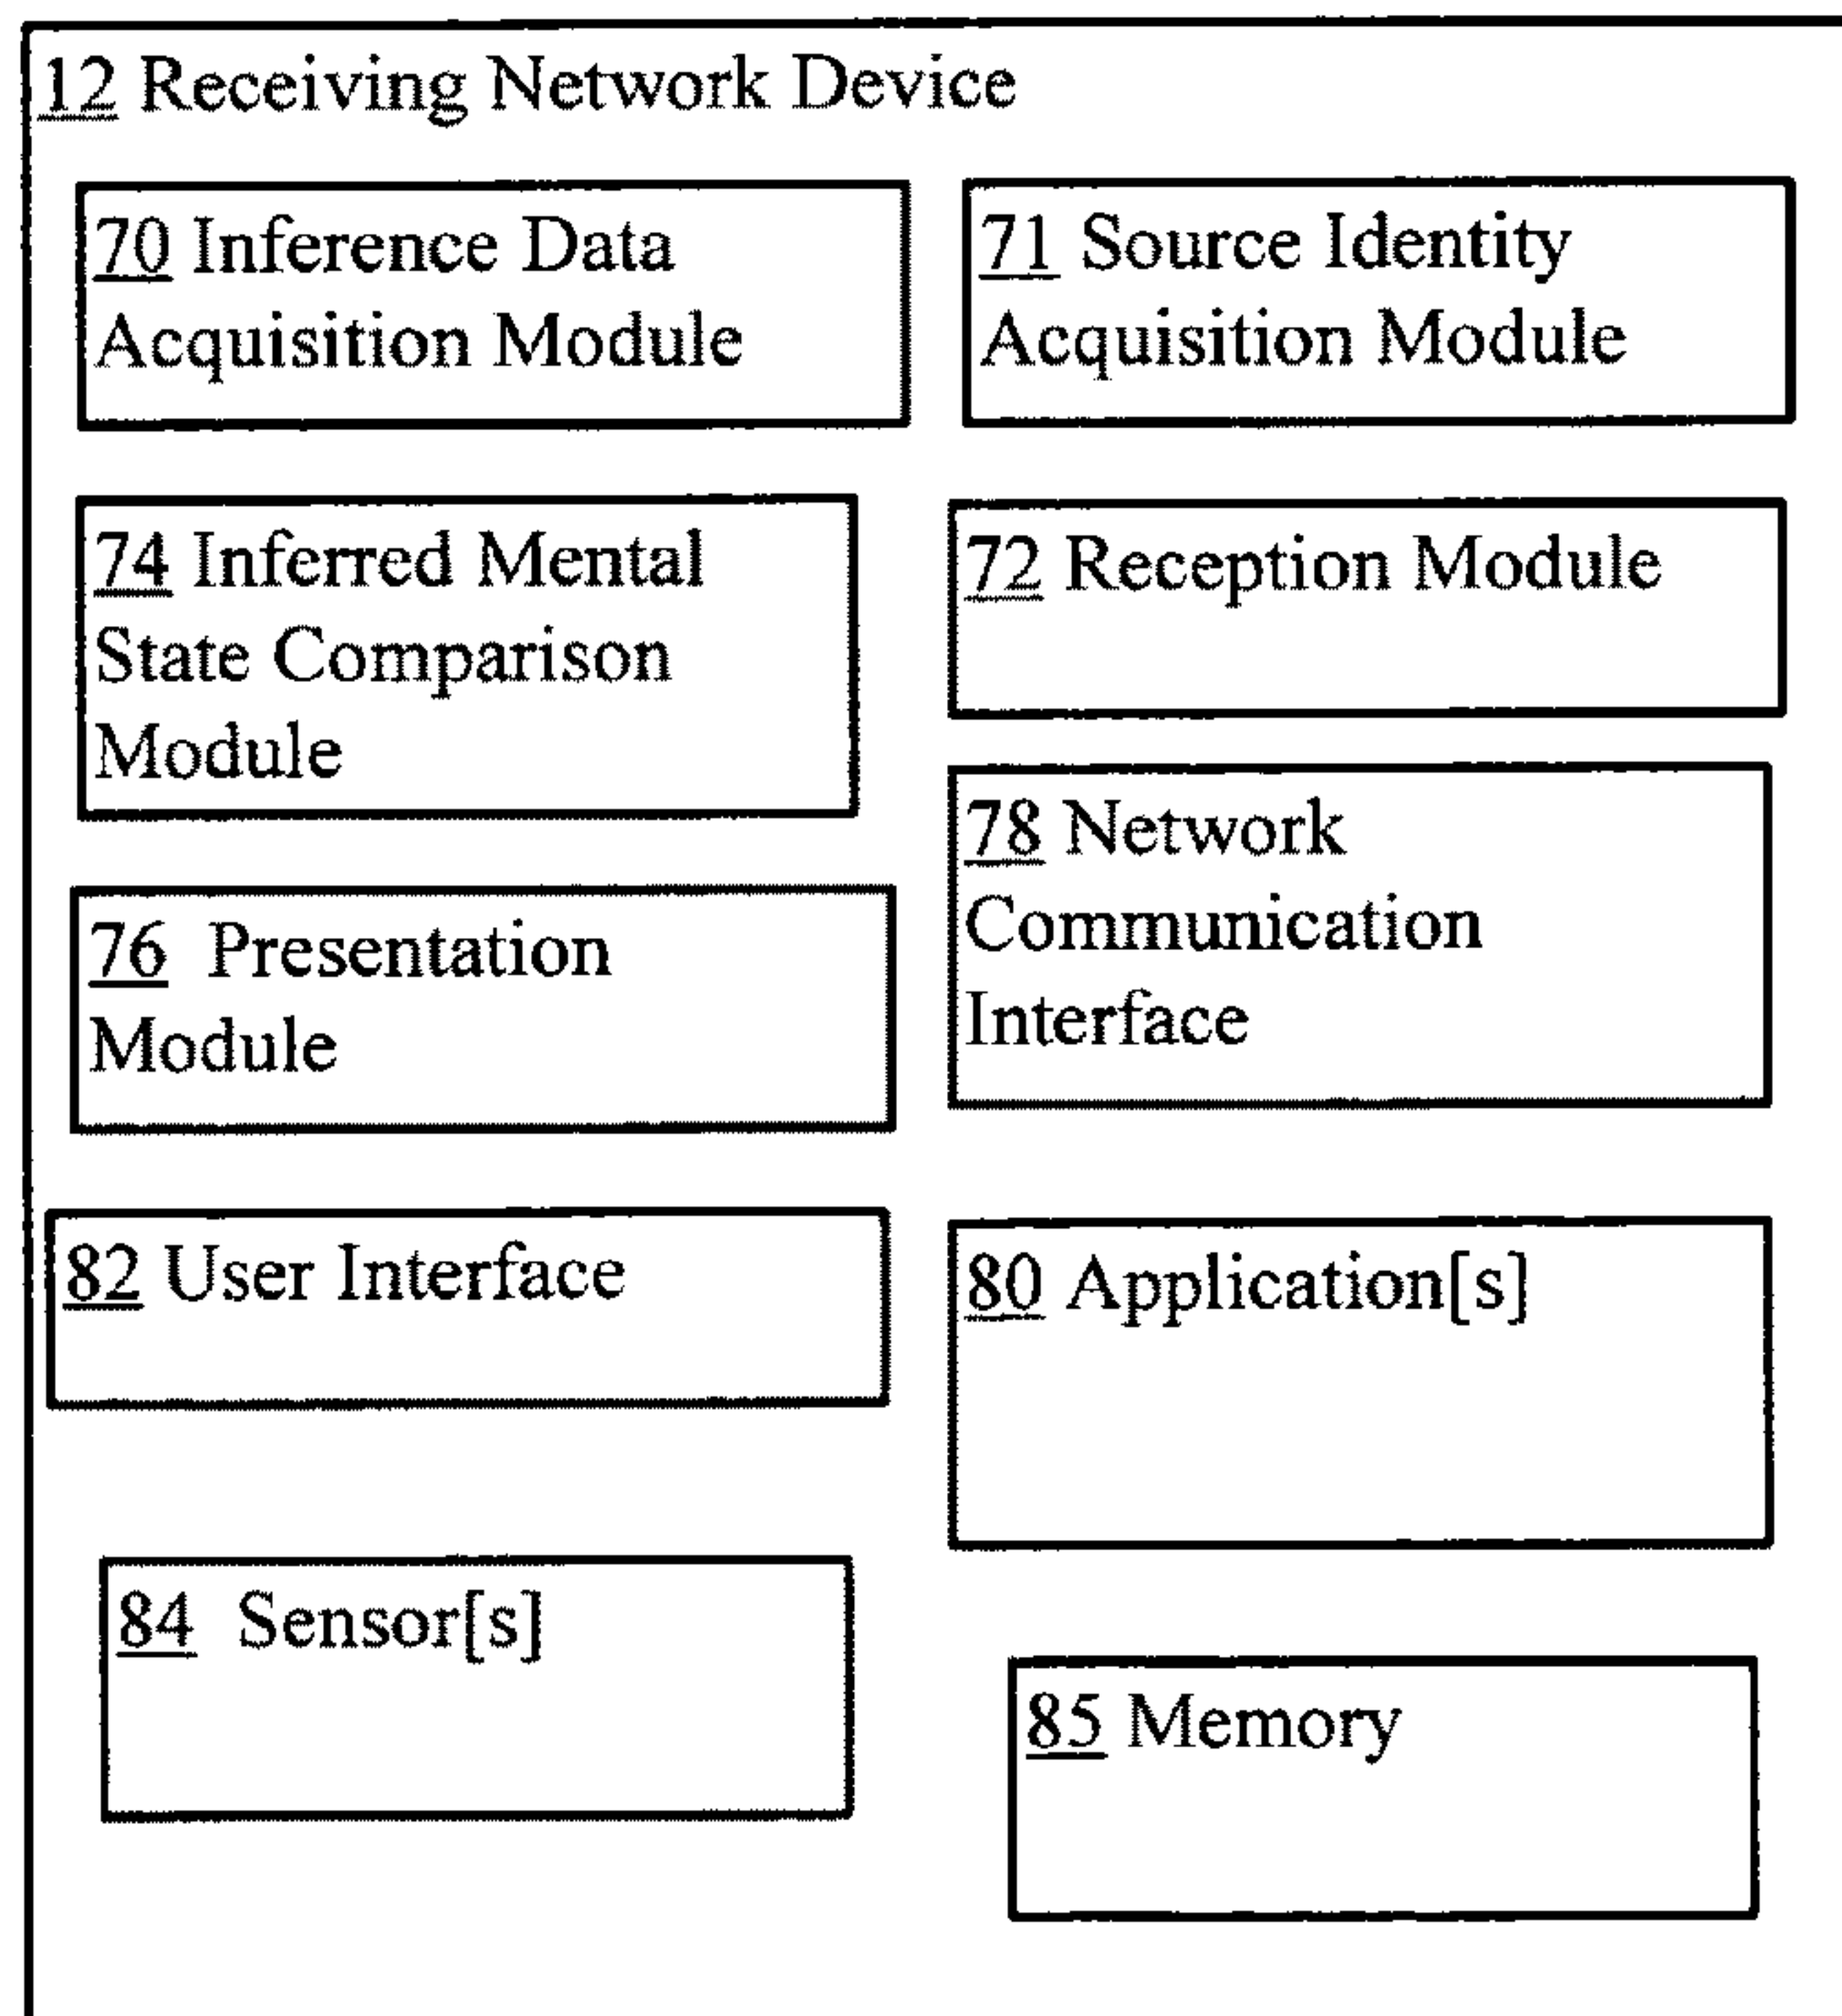 12 Receiving Network Device
70 Inference Data
Acquisition Module
71 Source Identity
Acquisition Module
74 Inferred Mental
State Comparison
Module
72 Reception Module
78 Network
Communication
Interface
76 Presentation
Module
82 User Interface
80 Application[s]
84 Sensor[s]
85 Memory